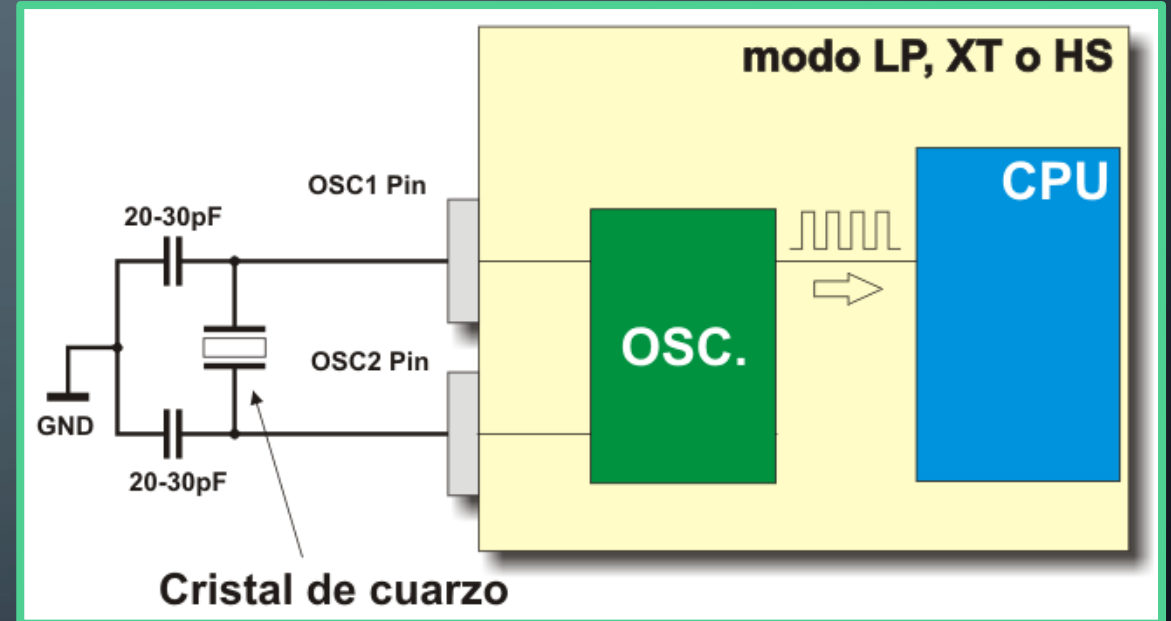 modo LP, XT o HS
CPU
OSC1 Pin
20-30pF
OSC.
OSC2 Pin
GND
20-30pF
Cristal de cuarzo